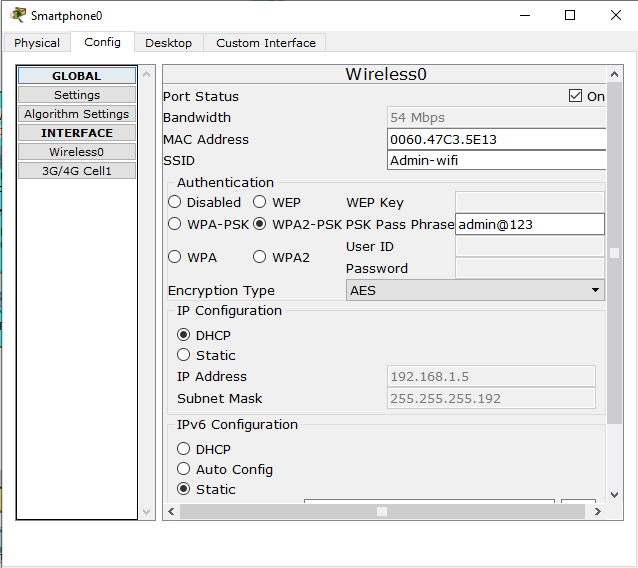 Smartphone0
Physical Config Desktop Custom Interface
GLOBAL
Settings
Algorithm Settings
INTERFACE
Wireless0
3G/4G Cell1
Wireless0
Port Status On
Bandwidth 54 Mbps
MAC Address 0060.47C3.5E13
SSID Admin-wifi
Authentication
Disabled WEP WEP Key
WPA-PSK WPA2-PSK PSK Pass Phrase admin@123
User ID
WPA WPA2
Password
Encryption Type AES
IP Configuration
DHCP
Static
IP Address 192.168.1.5
Subnet Mask 255.255.255.192
IPv6 Configuration
DHCP
Auto Config
Static